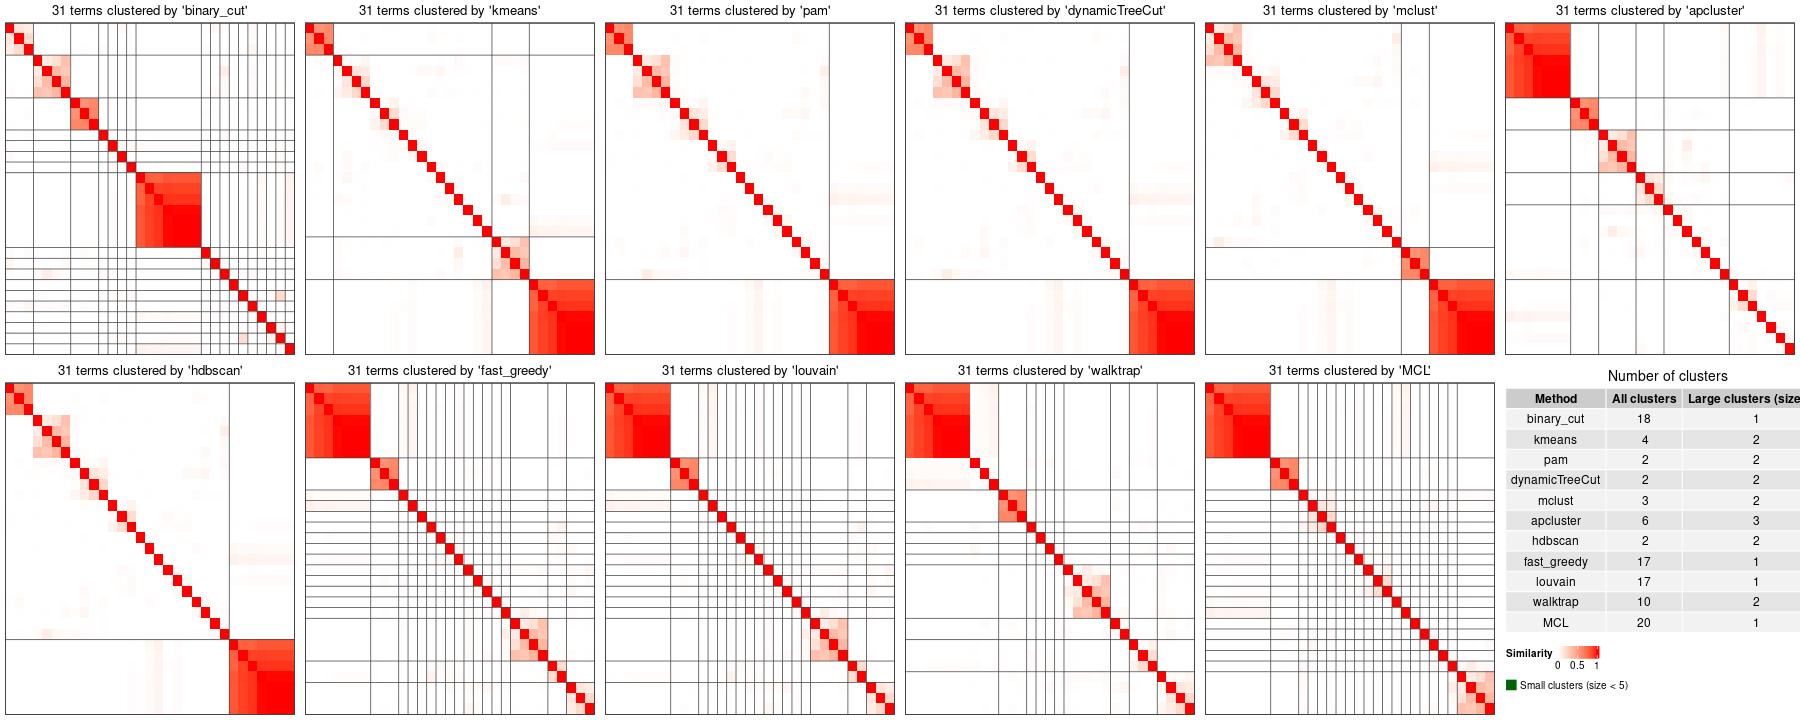 31 terms clustered by 'binary_cut'
31 terms clustered by 'kmeans'
31 terms clustered by 'pam'
31 terms clustered by 'dynamicTreeCut'
31 terms clustered by 'mclust'
31 terms clustered by 'apcluster'
31 terms clustered by 'hdbscan'
31 terms clustered by 'fast_greedy'
31 terms clustered by 'louvain'
31 terms clustered by 'walktrap'
31 terms clustered by 'MCL'
Number of clusters
Method All clusters Large clusters (size
binary_cut 18 1
kmeans 4 2
pam 2 2
dynamicTreeCut 2 2
mclust 3 2
apcluster 6 3
hdbscan 2 2
fast_greedy 17 1
louvain 17 1
walktrap 10 2
MCL 20 1
Similarity
0 0.5 1
Small clusters (size < 5)